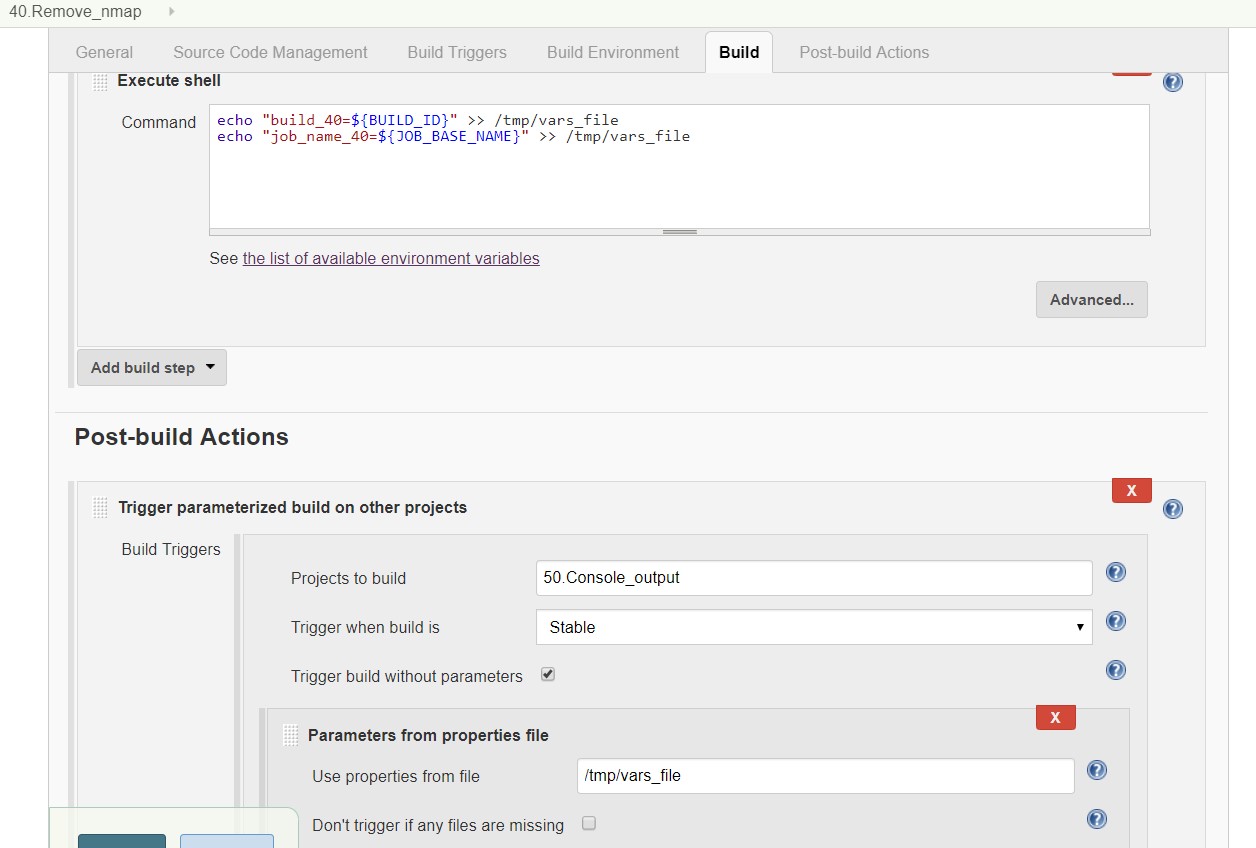 40.Remove_nmap
General Source Code Management Build Triggers Build Environment Build Post-build Actions
Execute shell
?
Command
echo "build_40=${BUILD_ID}" >> /tmp/vars_file
echo "job_name_40=${JOB_BASE_NAME}" >> /tmp/vars_file
See the list of available environment variables
Advanced...
Add build step
Post-build Actions
X
Trigger parameterized build on other projects
?
Build Triggers
Projects to build 50.Console_output ?
Trigger when build is Stable ?
Trigger build without parameters ?
X
Parameters from properties file
Use properties from file /tmp/vars_file ?
Don't trigger if any files are missing ?